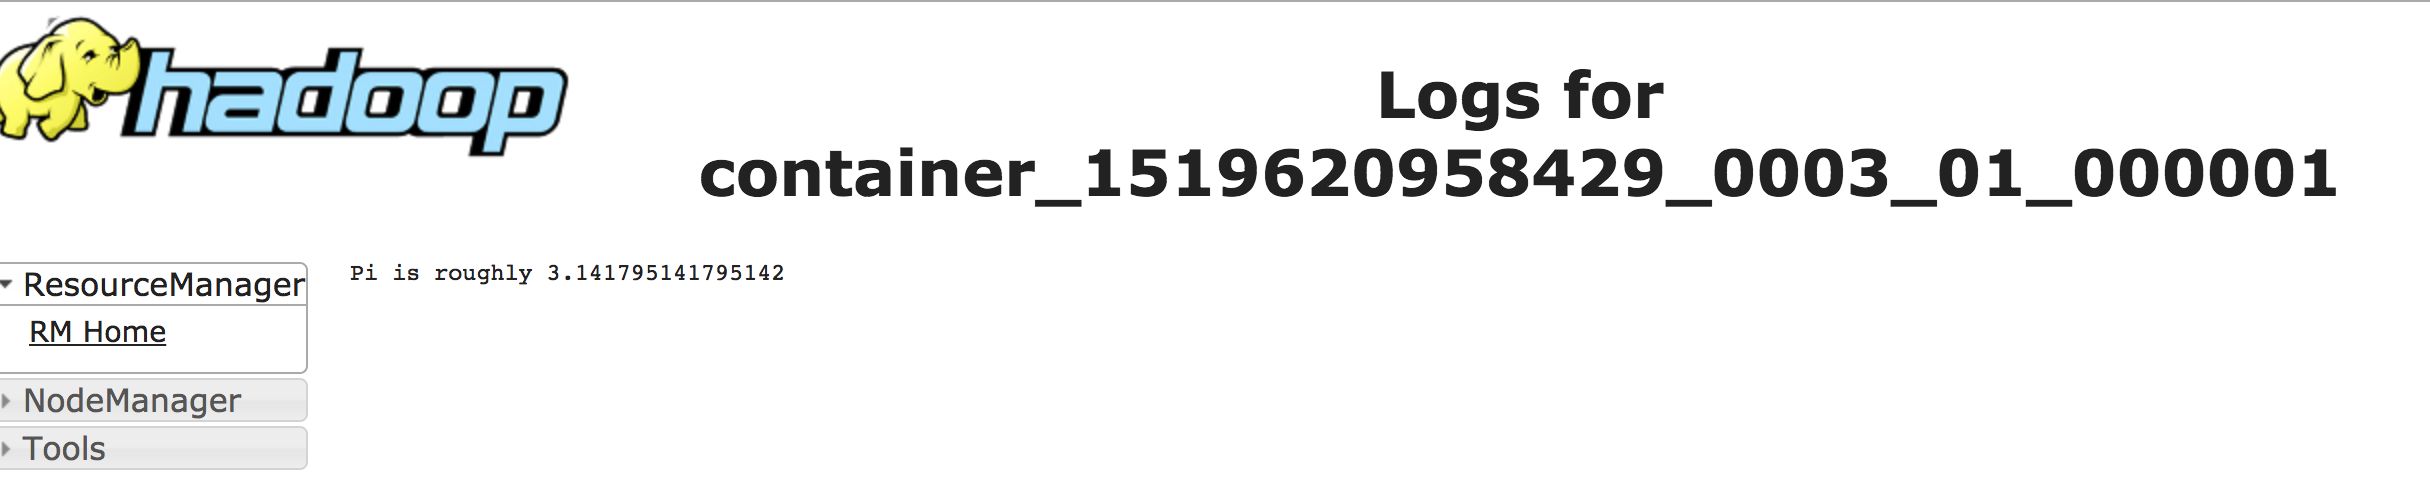 hadoop
Logs for
container_1519620958429_0003_01_000001
ResourceManager
RM Home
NodeManager
Tools
Pi is roughly 3.141795141795142